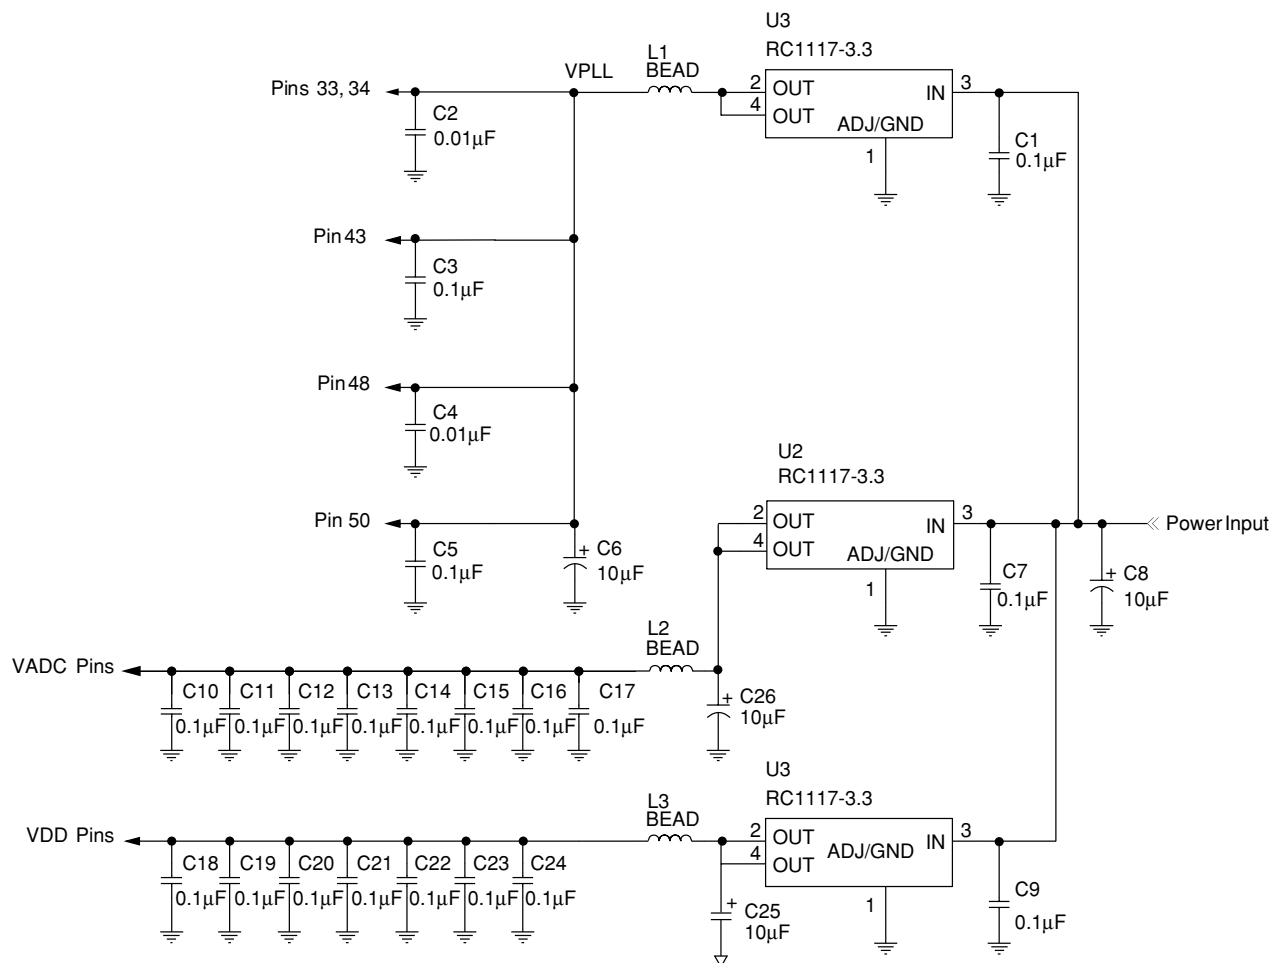 U3
RC1117-3.3
L1
BEAD
VPLL
Pins 33, 34
2 OUT
4 OUT
IN 3
ADJ/GND
1
C2
0.01µF
C1
0.1µF
Pin 43
C3
0.1µF
Pin 48
C4
0.01µF
U2
RC1117-3.3
2 OUT
4 OUT
IN 3
ADJ/GND
1
Power Input
Pin 50
C5
0.1µF
+ C6
10µF
C7
0.1µF
+ C8
10µF
L2
BEAD
VADC Pins
C10 C11 C12 C13 C14 C15 C16 C17
0.1µF 0.1µF 0.1µF 0.1µF 0.1µF 0.1µF 0.1µF 0.1µF
+ C26
10µF
U3
RC1117-3.3
L3
BEAD
VDD Pins
2 OUT
4 OUT
IN 3
ADJ/GND
1
C18 C19 C20 C21 C22 C23 C24
0.1µF 0.1µF 0.1µF 0.1µF 0.1µF 0.1µF 0.1µF
+ C25
10µF
C9
0.1µF